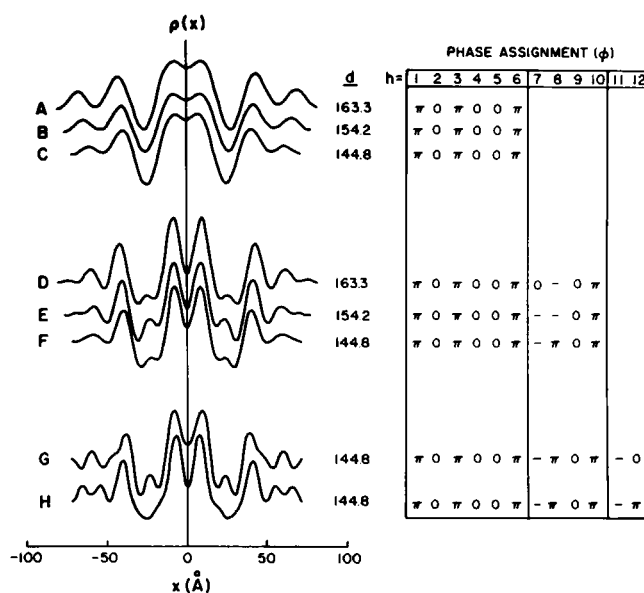 ρ(x)
PHASE ASSIGNMENT (φ)
d h= 1 2 3 4 5 6 7 8 9 10 11 12
A 163.3 π 0 π 0 0 π
B 154.2 π 0 π 0 0 π
C 144.8 π 0 π 0 0 π
D 163.3 π 0 π 0 0 π 0 - 0 π
E 154.2 π 0 π 0 0 π - - 0 π
F 144.8 π 0 π 0 0 π - π 0 π
G 144.8 π 0 π 0 0 π - π 0 π - 0
H 144.8 π 0 π 0 0 π - π 0 π - π
-100 -50 0 50 100
x (Å)